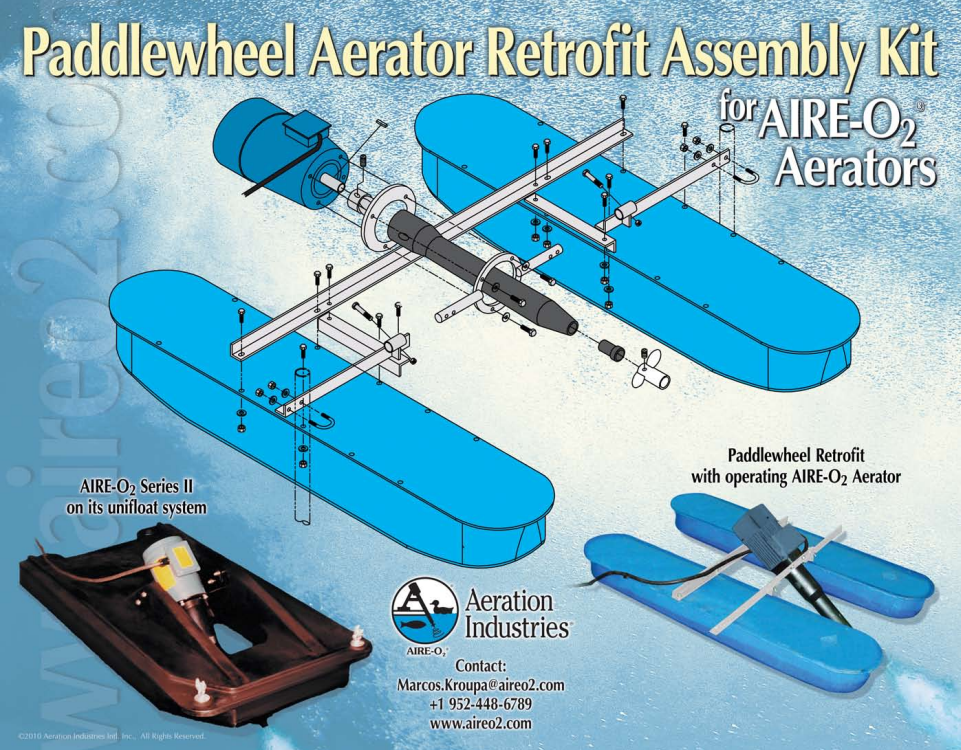 Paddlewheel Aerator Retrofit Assembly Kit
for AIRE-O2®
Aerators
www.aireo2.com
Paddlewheel Retrofit
with operating AIRE-O2 Aerator
AIRE-O2 Series II
on its unifloat system
Aeration
Industries®
AIRE-O2®
Contact:
Marcos.Kroupa@aireo2.com
+1 952-448-6789
www.aireo2.com
©2010 Aeration Industries Intl. Inc., All Rights Reserved.